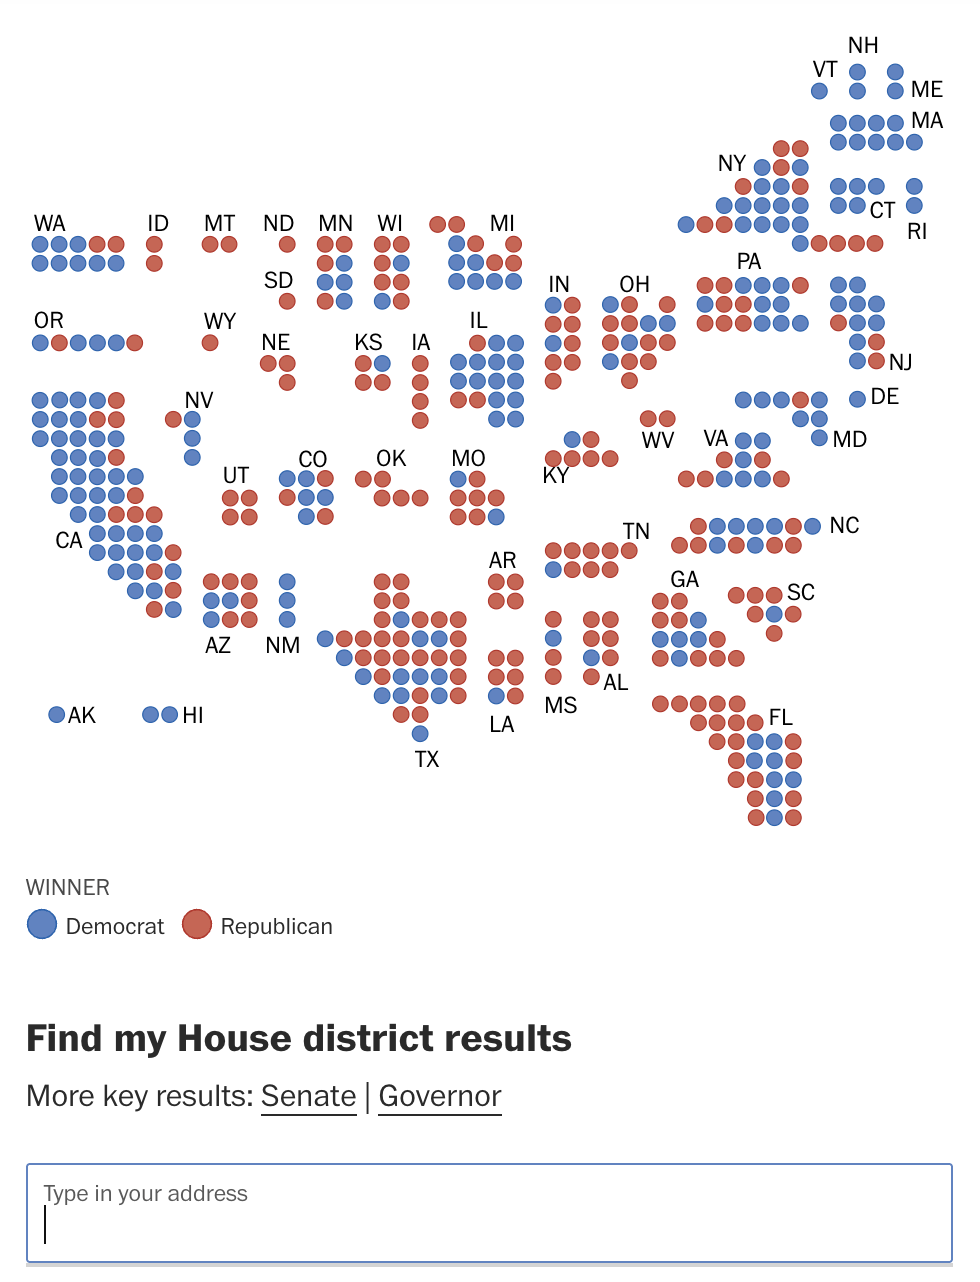 NH
VT
ME
MA
NY
WA ID MT ND MN WI MI
CT
RI
PA
SD
IN OH
OR WY IL
NE KS IA
NJ
NV
DE
WV VA MD
UT CO OK MO
KY
CA
TN NC
AR
GA
SC
AZ NM
AL
MS
AK HI
LA
FL
TX
WINNER
Democrat Republican
Find my House district results
More key results: Senate | Governor
Type in your address